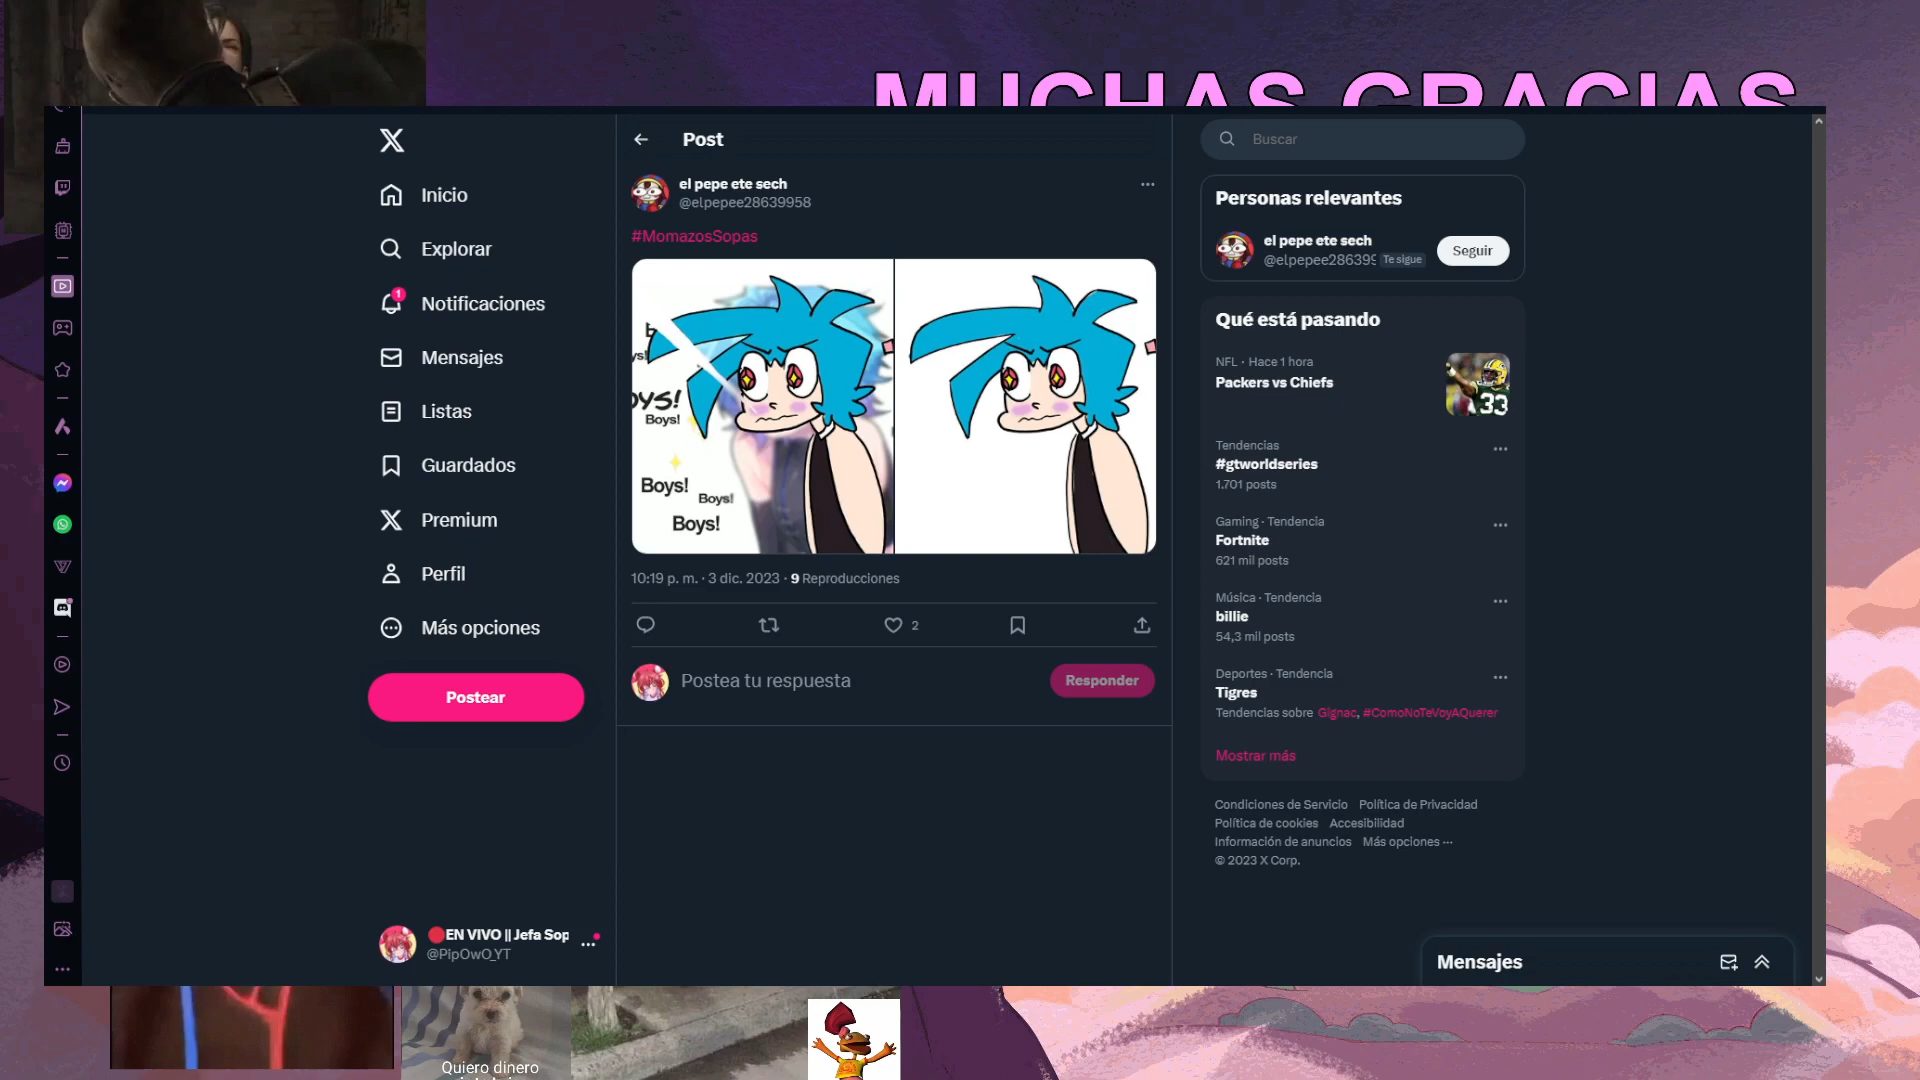 MUCHAS GRACIAS
Inicio
Explorar
1
Notificaciones
Mensajes
Listas
Guardados
Premium
Perfil
Más opciones
Postear
EN VIVO || Jefa Sop
@PipOwO_YT
Post
el pepe ete sech
@elpepee28639958
#MomazosSopas
Boys!
Boys!
Boys!
Boys!
10:19 p. m. · 3 dic. 2023 · 9 Reproducciones
2
Postea tu respuesta
Responder
Buscar
Personas relevantes
el pepe ete sech
@elpepee286399 Te sigue
Seguir
Qué está pasando
NFL · Hace 1 hora
Packers vs Chiefs
33
Tendencias
#gtworldseries
1.701 posts
Gaming · Tendencia
Fortnite
621 mil posts
Música · Tendencia
billie
54,3 mil posts
Deportes · Tendencia
Tigres
Tendencias sobre Gignac, #ComoNoTeVoyAQuerer
Mostrar más
Condiciones de Servicio Política de Privacidad
Política de cookies Accesibilidad
Información de anuncios Más opciones ···
© 2023 X Corp.
Mensajes
Quiero dinero